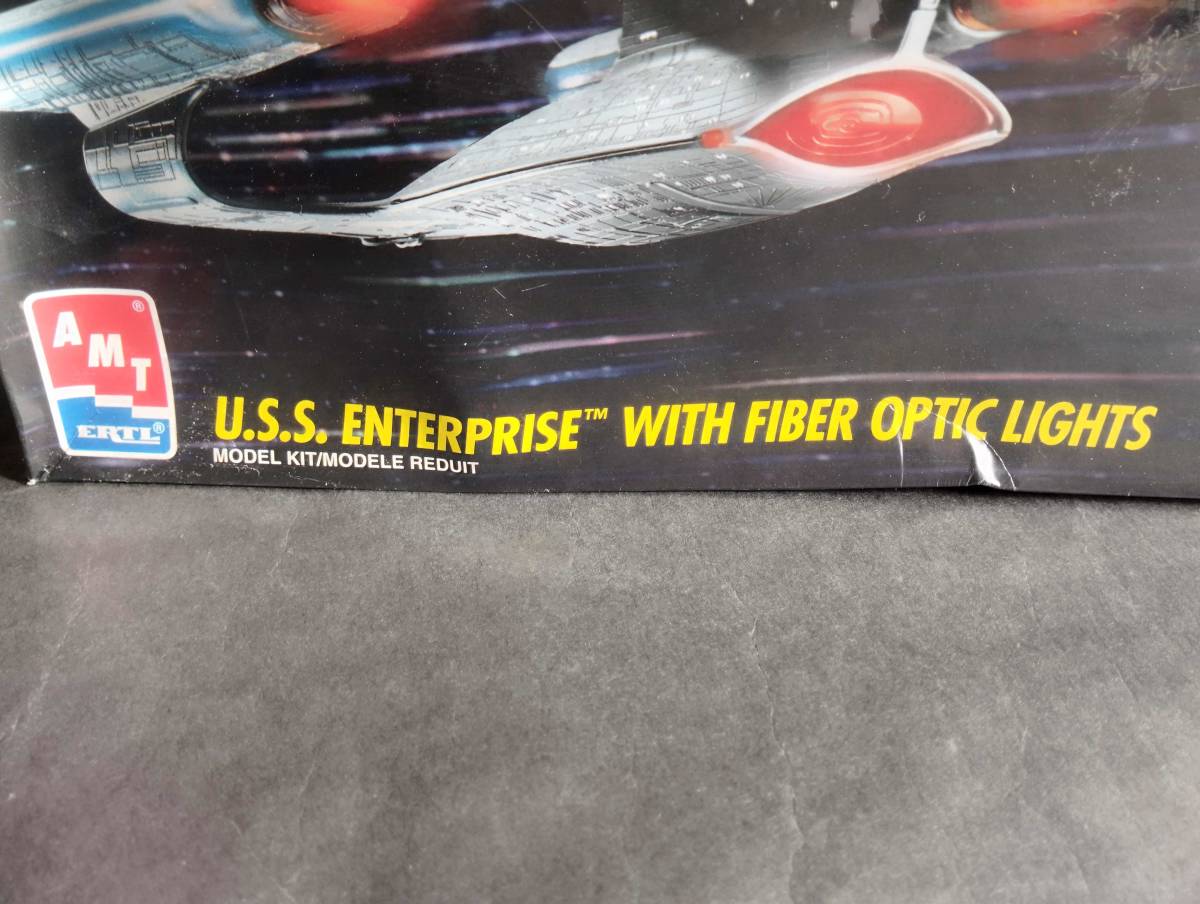 AMT®
ERTL®
U.S.S. ENTERPRISE™ WITH FIBER OPTIC LIGHTS
MODEL KIT/MODELE REDUIT